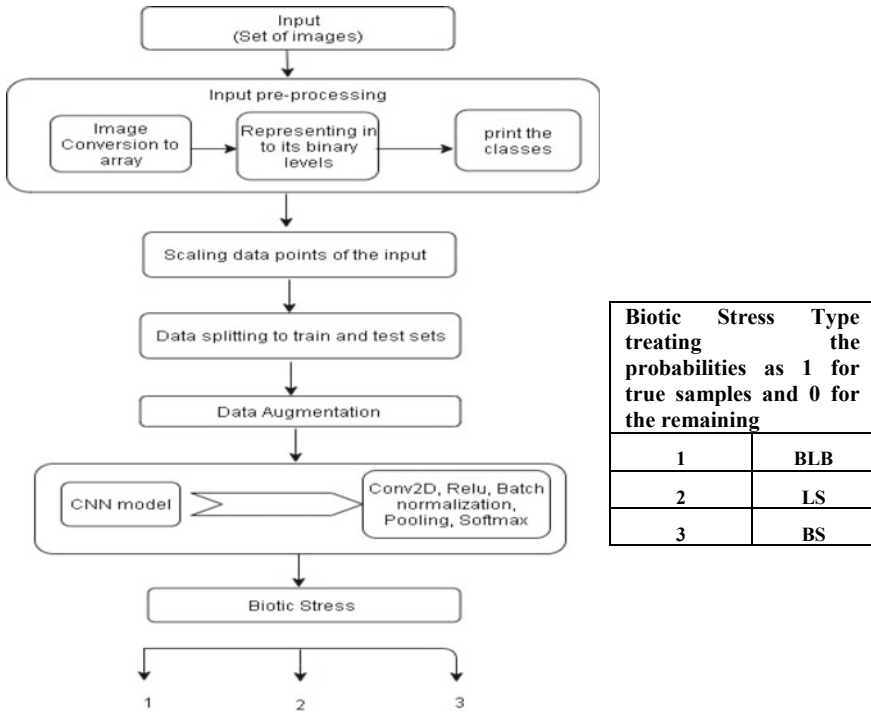 Input
(Set of images)
Input pre-processing
Image
Conversion to
array
Representing in
to its binary
levels
print the
classes
Scaling data points of the input
Data splitting to train and test sets
Data Augmentation
CNN model
Conv2D, Relu, Batch
normalization,
Pooling, Softmax
Biotic Stress
1
2
3
Biotic Stress Type
treating the
probabilities as 1 for
true samples and 0 for
the remaining
1 BLB
2 LS
3 BS